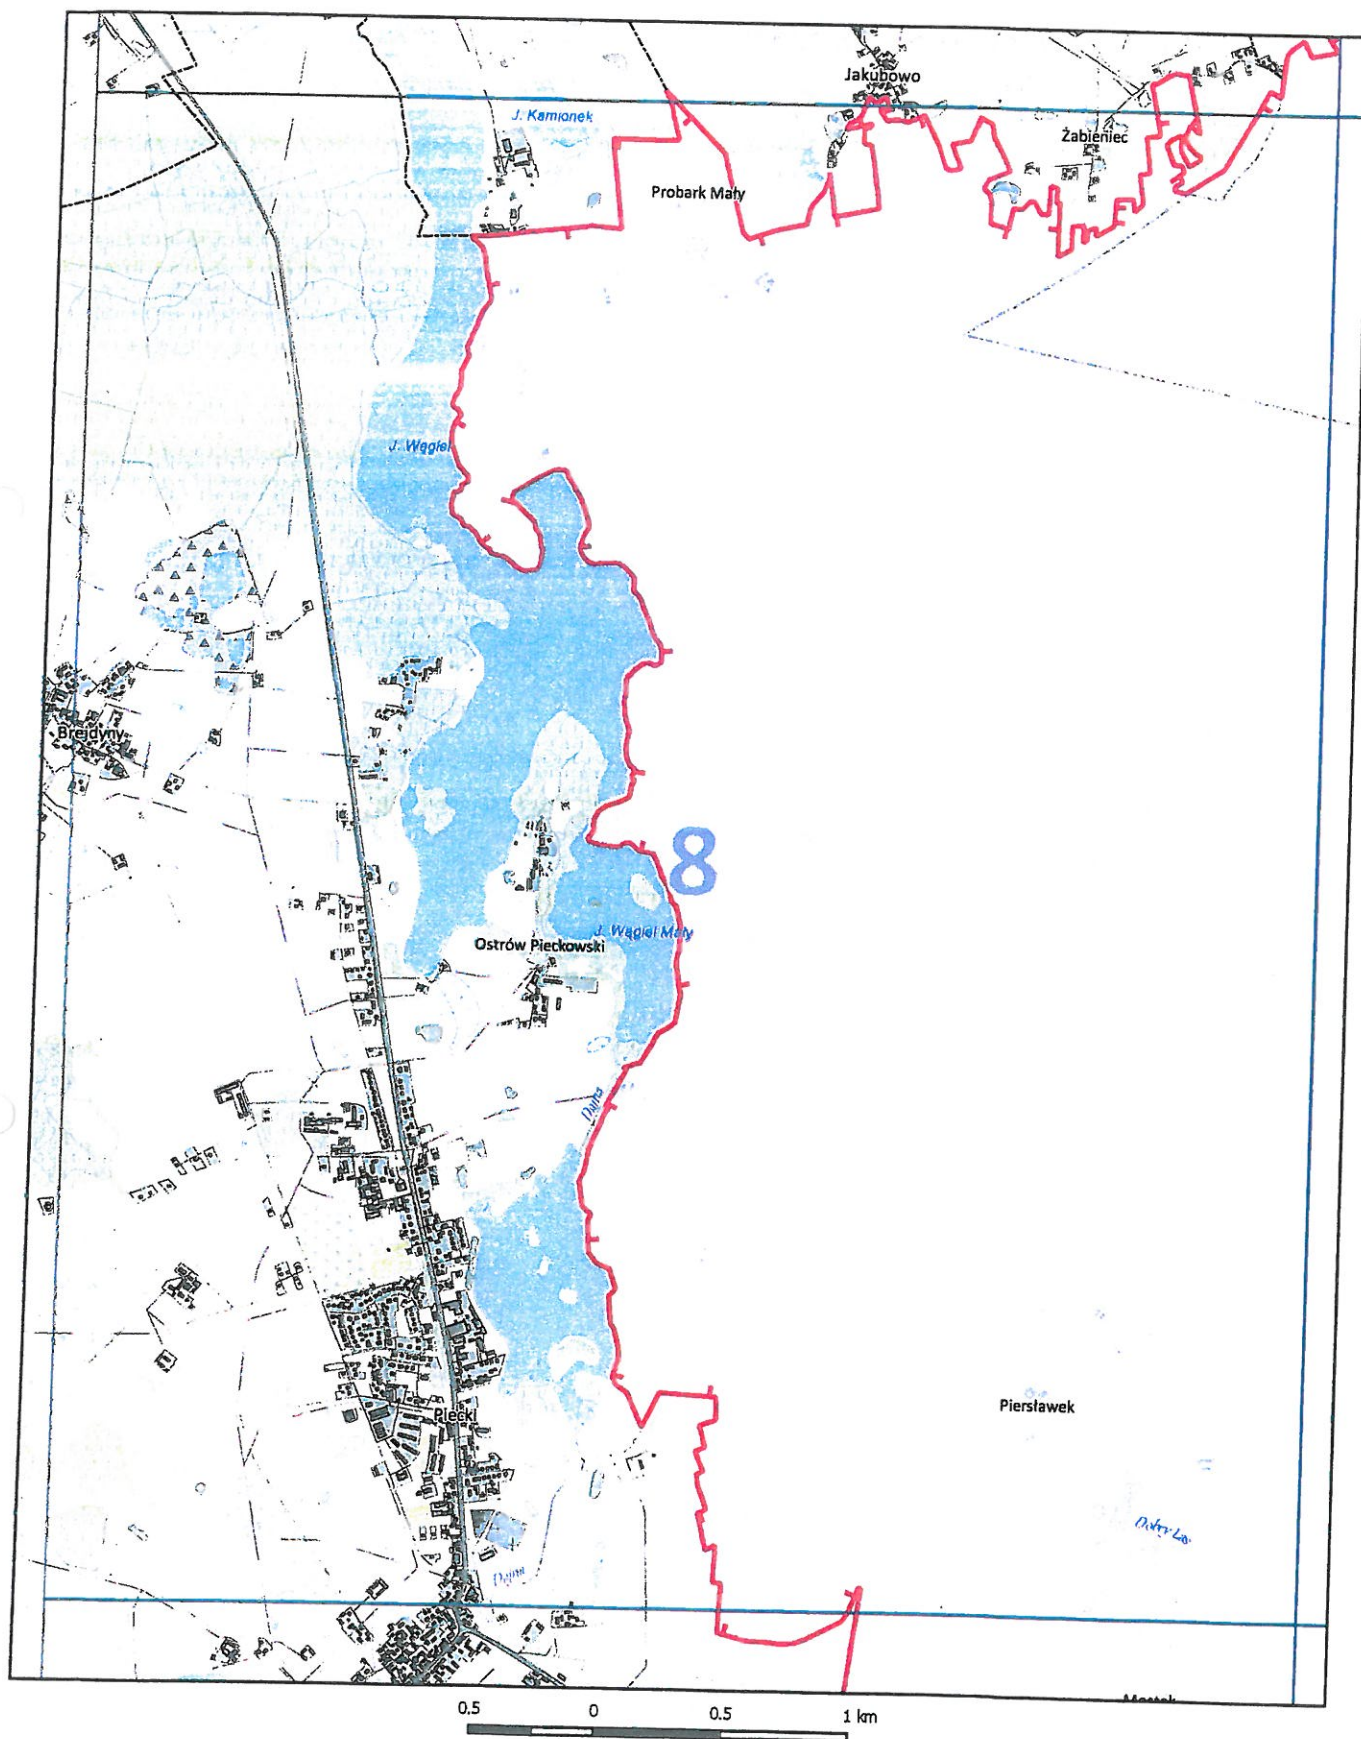 Jakubowo
J. Kamionek
Żabieniec
Probark Mały
J. Węgiel
Brejdyny
8
J. Węgiel Mały
Ostrów Pieckowski
Dajna
Piersławek
Piecki
Dajna
0.5 0 0.5 1 km